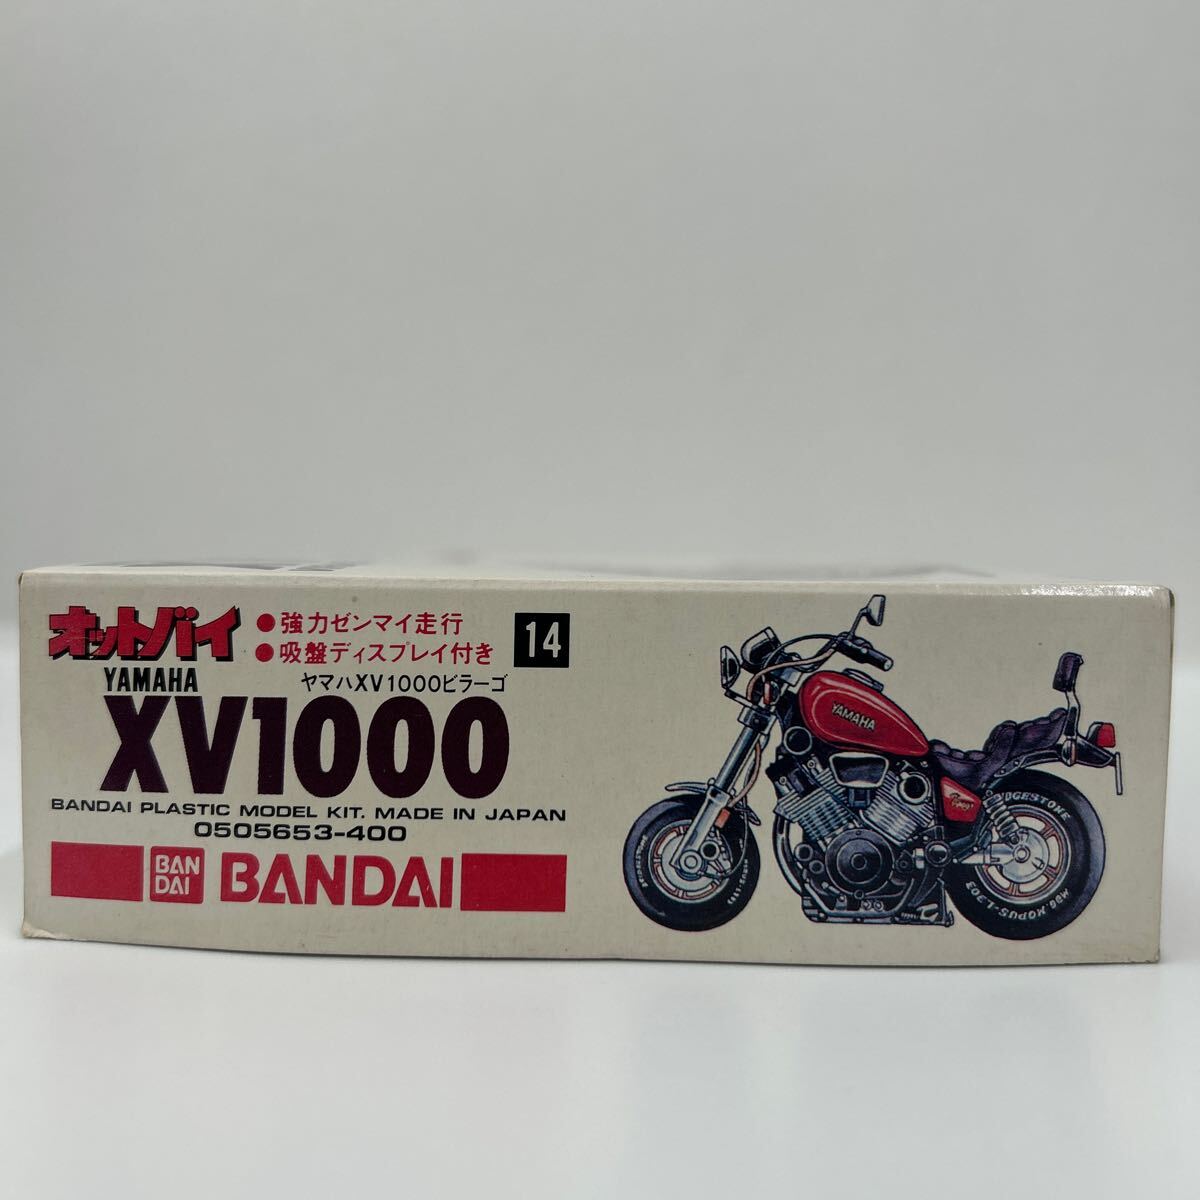 オットバイ
●強力ゼンマイ走行
●吸盤ディスプレイ付き
14
YAMAHA
ヤマハXV1000ビラーゴ
XV1000
BANDAI PLASTIC MODEL KIT. MADE IN JAPAN
0505653-400
BAN
DAI
BANDAI
YAMAHA